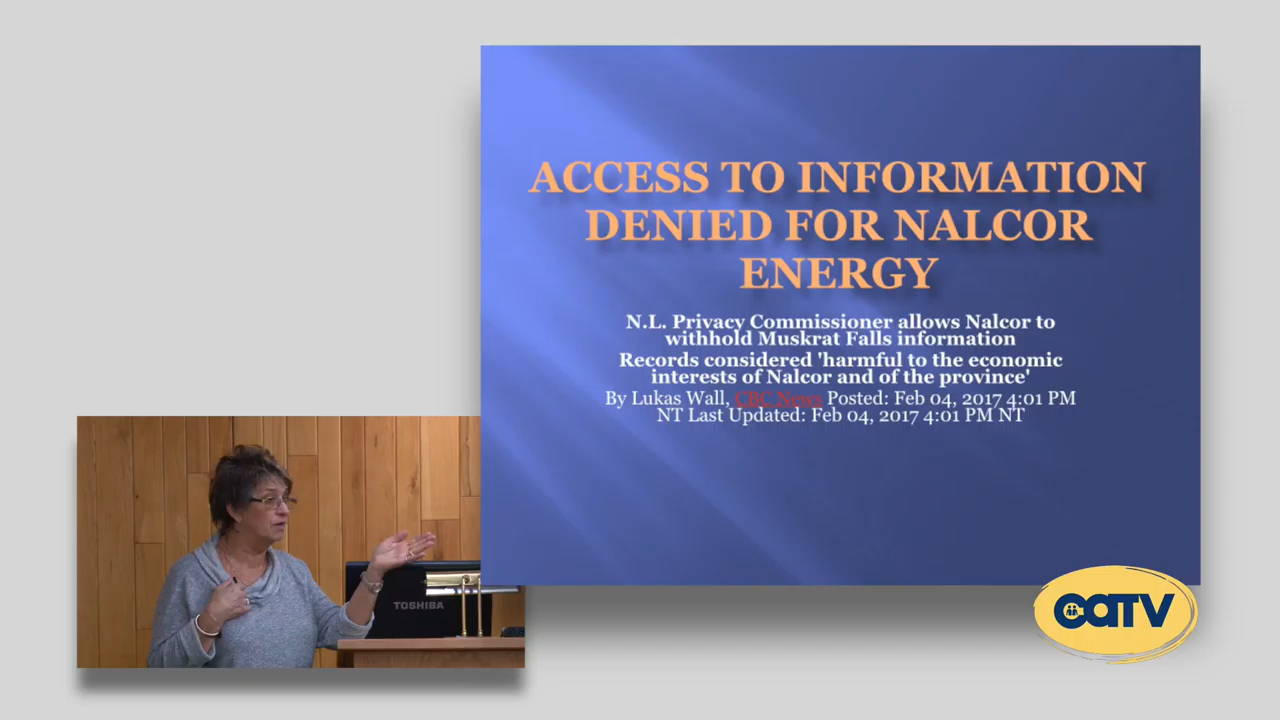 ACCESS TO INFORMATION
DENIED FOR NALCOR
ENERGY
N.L. Privacy Commissioner allows Nalcor to
withhold Muskrat Falls information
Records considered 'harmful to the economic
interests of Nalcor and of the province'
By Lukas Wall, CBC News Posted: Feb 04, 2017 4:01 PM
NT Last Updated: Feb 04, 2017 4:01 PM NT
TOSHIBA
CATV